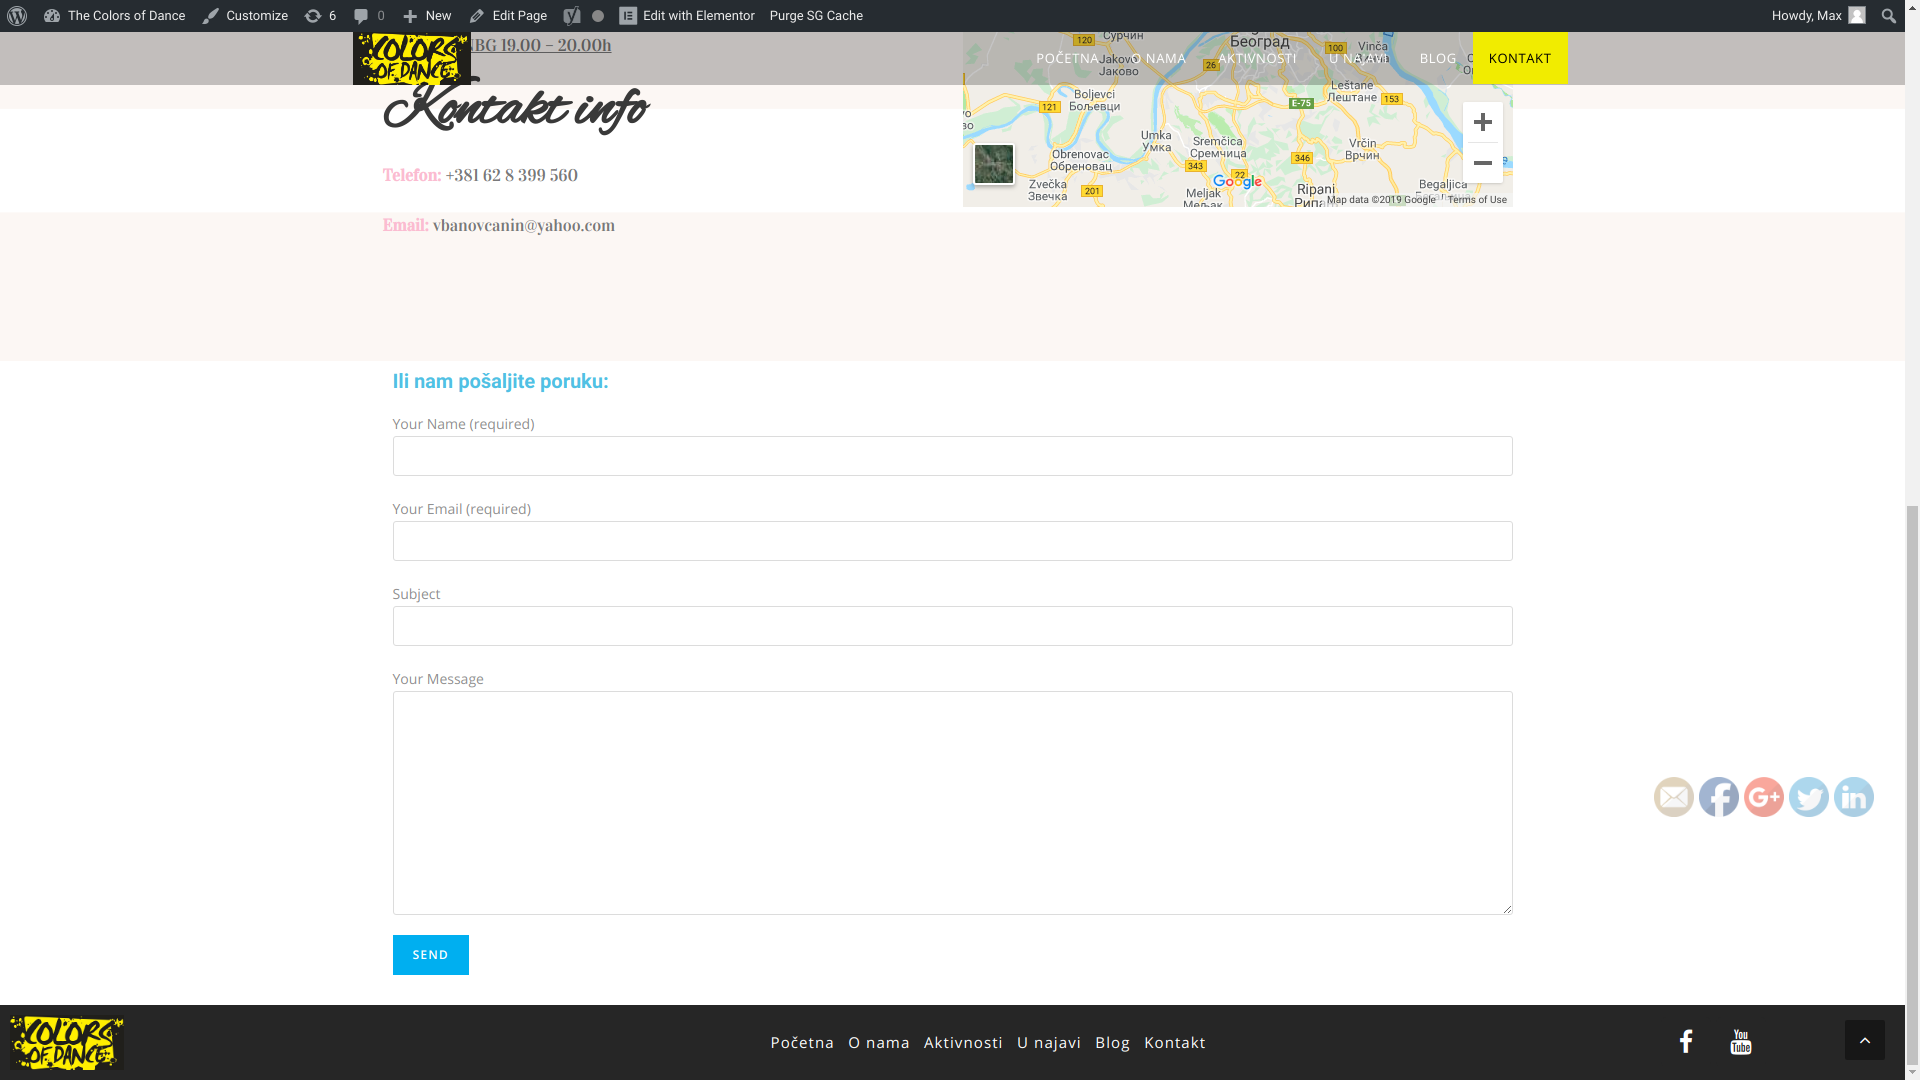 The Colors of Dance Customize 6 0 New Edit Page Edit with Elementor Purge SG Cache Howdy, Max
COLORS OF DANCE
NBG 19.00 – 20.00h
POČETNA O NAMA AKTIVNOSTI U NAJAVI BLOG KONTAKT
Kontakt info
Telefon: +381 62 8 399 560
Email: vbanovcanin@yahoo.com
120
Сурчин
Београд
100
Vinča
Jakovo
Јаково
26
Leštane
Лештане
153
E-75
Boljevci
Бољевци
121
Umka
Умка
Sremčica
Сремчица
Vrčin
Врчин
346
Obrenovac
Обреновац
343
22
Zvečka
Звечка
201
Meljak
Мељак
Ripanj
Рипањ
Begaljica
Google
Map data ©2019 Google Terms of Use
Ili nam pošaljite poruku:
Your Name (required)
Your Email (required)
Subject
Your Message
SEND
COLORS OF DANCE
Početna O nama Aktivnosti U najavi Blog Kontakt
You Tube